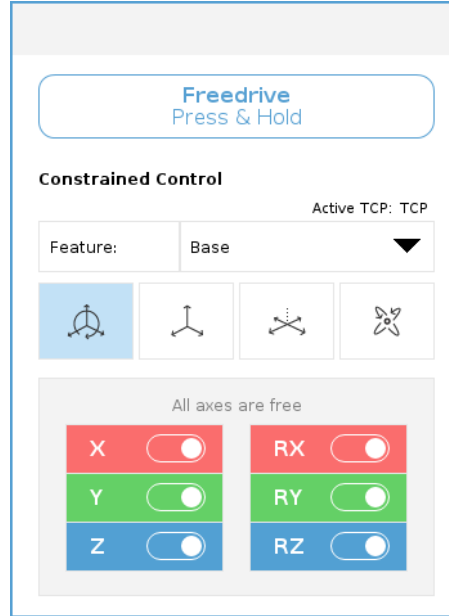 Freedrive
Press & Hold
Constrained Control
Active TCP: TCP
Feature: Base
All axes are free
X RX
Y RY
Z RZ